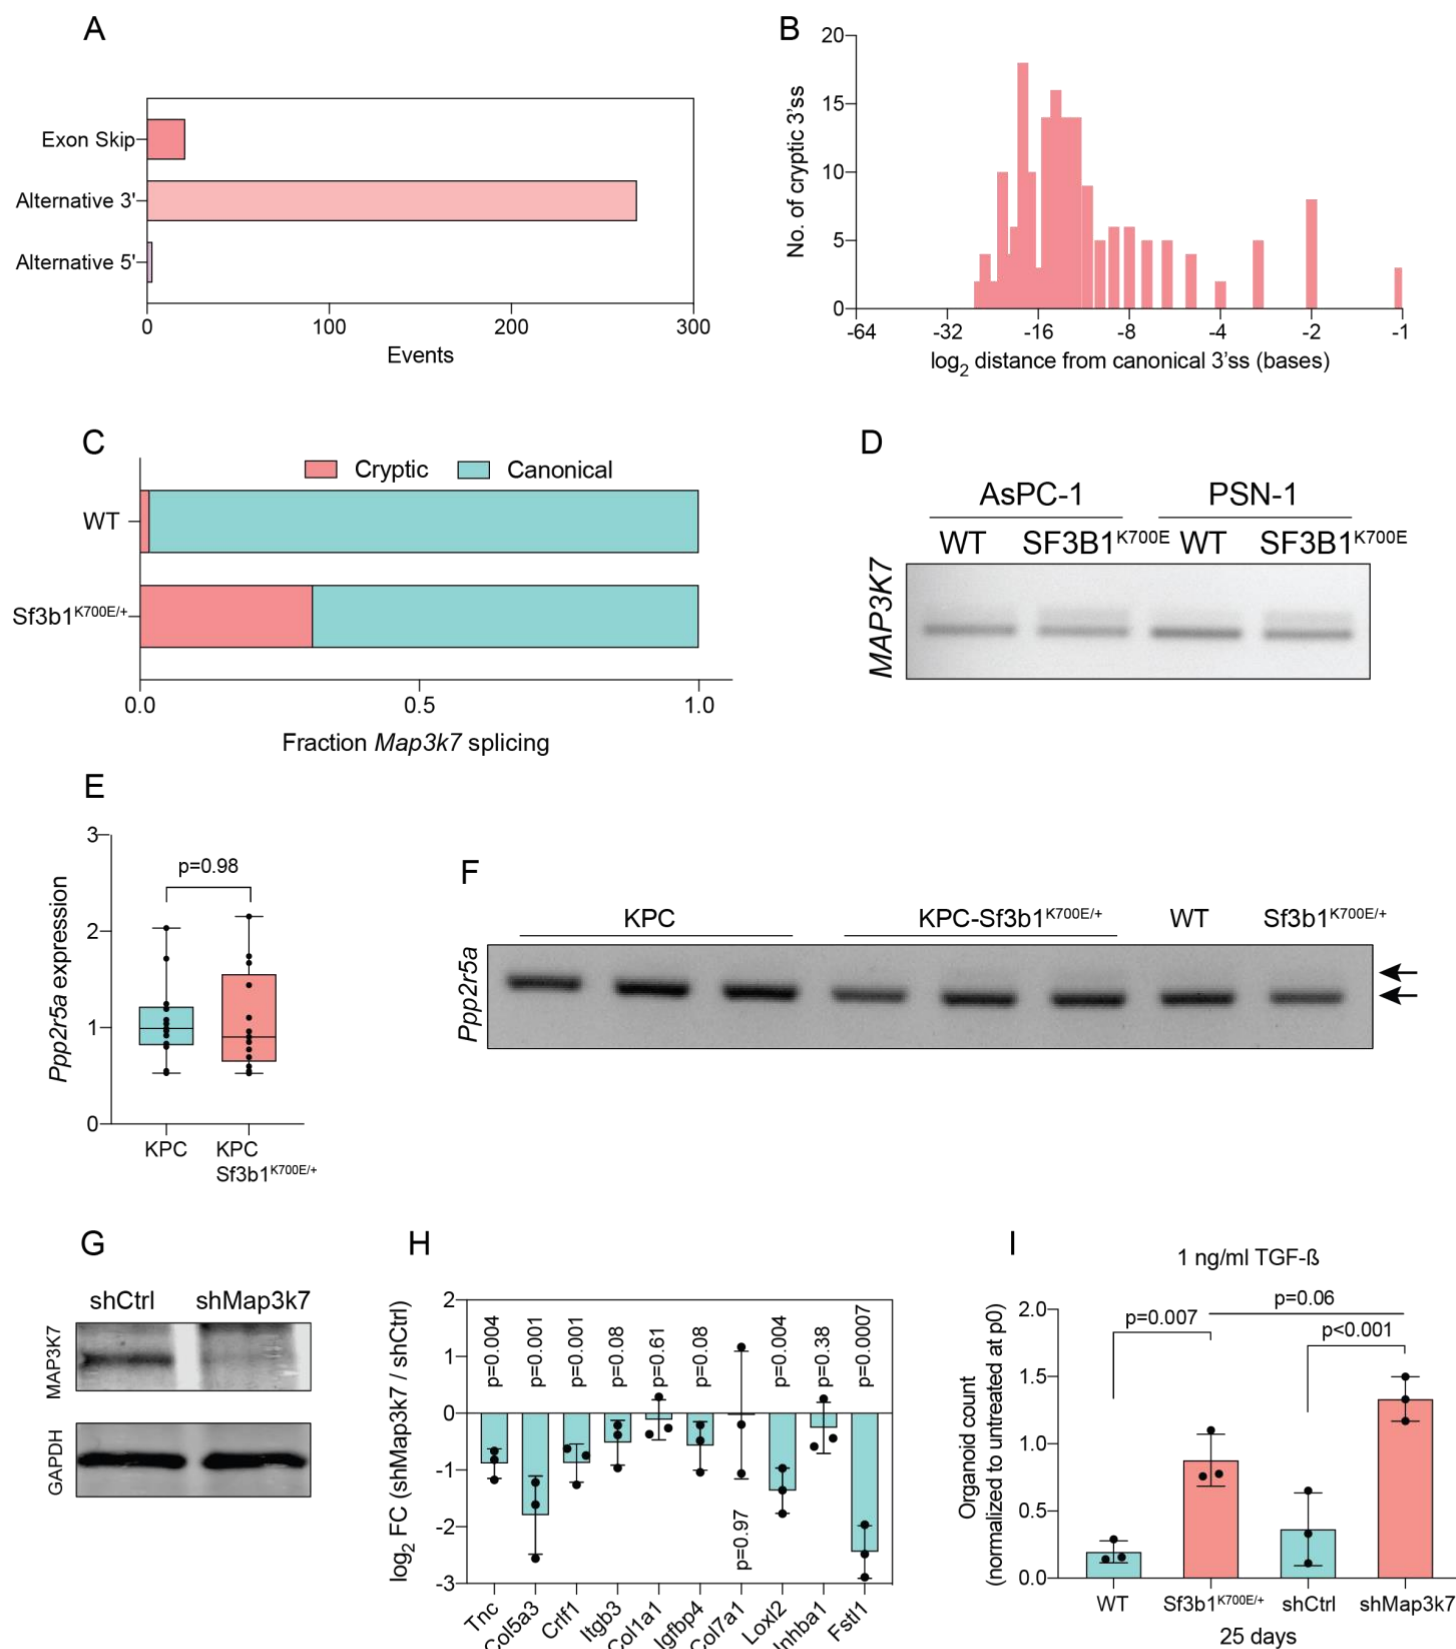 A
Exon Skip
Alternative 3'
Alternative 5'
0 100 200 300
Events
B
20
15
10
5
0
No. of cryptic 3'ss
-64 -32 -16 -8 -4 -2 -1
log2 distance from canonical 3'ss (bases)
C
Cryptic Canonical
WT
Sf3b1K700E/+
0.0 0.5 1.0
Fraction Map3k7 splicing
D
AsPC-1 PSN-1
WT SF3B1K700E WT SF3B1K700E
MAP3K7
E
3
2
1
0
Ppp2r5a expression
p=0.98
KPC KPC
Sf3b1K700E/+
F
KPC KPC-Sf3b1K700E/+ WT Sf3b1K700E/+
Ppp2r5a
G
shCtrl shMap3k7
MAP3K7
GAPDH
H
2
1
0
-1
-2
-3
log2 FC (shMap3k7 / shCtrl)
p=0.004
p=0.001
p=0.001
p=0.08
p=0.61
p=0.08
p=0.97
p=0.004
p=0.38
p=0.0007
Tnc
Col5a3
Crlf1
Itgb3
Col1a1
Igfbp4
Col7a1
Loxl2
Inhba1
Fstl1
I
1 ng/ml TGF-ß
p=0.06
p=0.007
p<0.001
2.0
1.5
1.0
0.5
0.0
Organoid count
(normalized to untreated at p0)
WT Sf3b1K700E/+ shCtrl shMap3k7
25 days